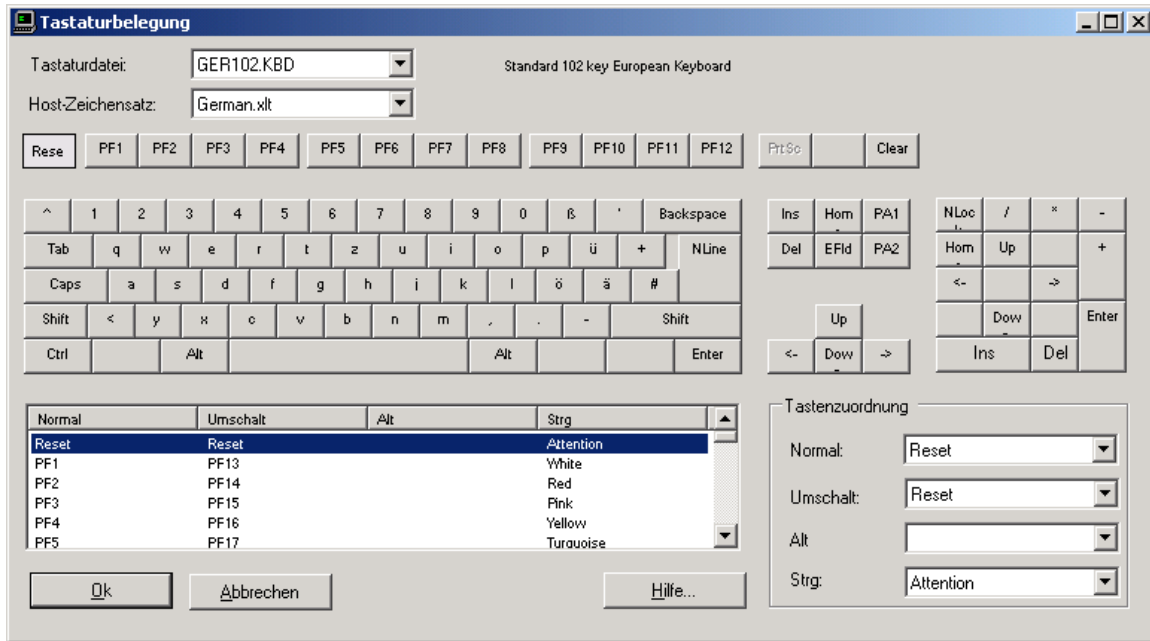 Tastaturbelegung
Tastaturdatei: GER102.KBD Standard 102 key European Keyboard
Host-Zeichensatz: German.xlt
Rese PF1 PF2 PF3 PF4 PF5 PF6 PF7 PF8 PF9 PF10 PF11 PF12 PrtSc Clear
^ 1 2 3 4 5 6 7 8 9 0 ß ' Backspace Ins Hom PA1 NLoc / * -
Tab q w e r t z u i o p ü + NLine Del EFld PA2 Hom Up +
Caps a s d f g h j k l ö ä # <- ->
Shift < y x c v b n m , . - Shift Up Dow Enter
Ctrl Alt Alt Enter <- Dow -> Ins Del
Normal Umschalt Alt Strg
Reset Reset Attention
PF1 PF13 White
PF2 PF14 Red
PF3 PF15 Pink
PF4 PF16 Yellow
PF5 PF17 Turquoise
Tastenzuordnung
Normal: Reset
Umschalt: Reset
Alt
Strg: Attention
Ok Abbrechen Hilfe...